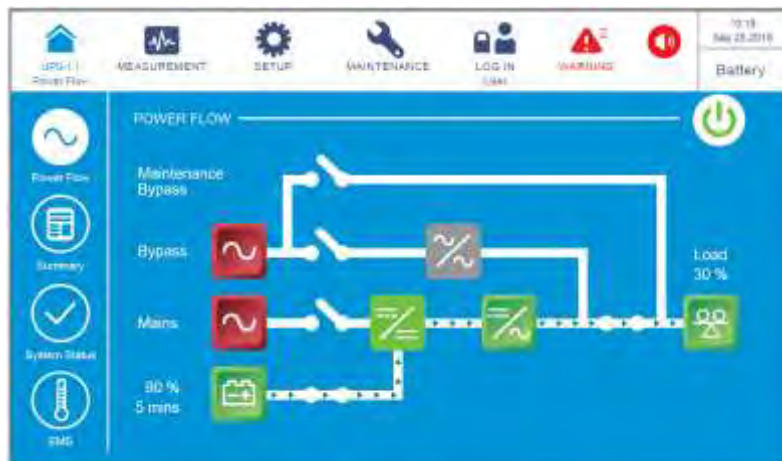 10:18
UPS-1.1
MEASUREMENT
SETUP
MAINTENANCE
LOG IN
WARNING
Power Flow
Battery
POWER FLOW
Power Flow
Maintenance
Bypass
Bypass
Load
30 %
Summary
Mains
System Status
90 %
5 mins
EMS